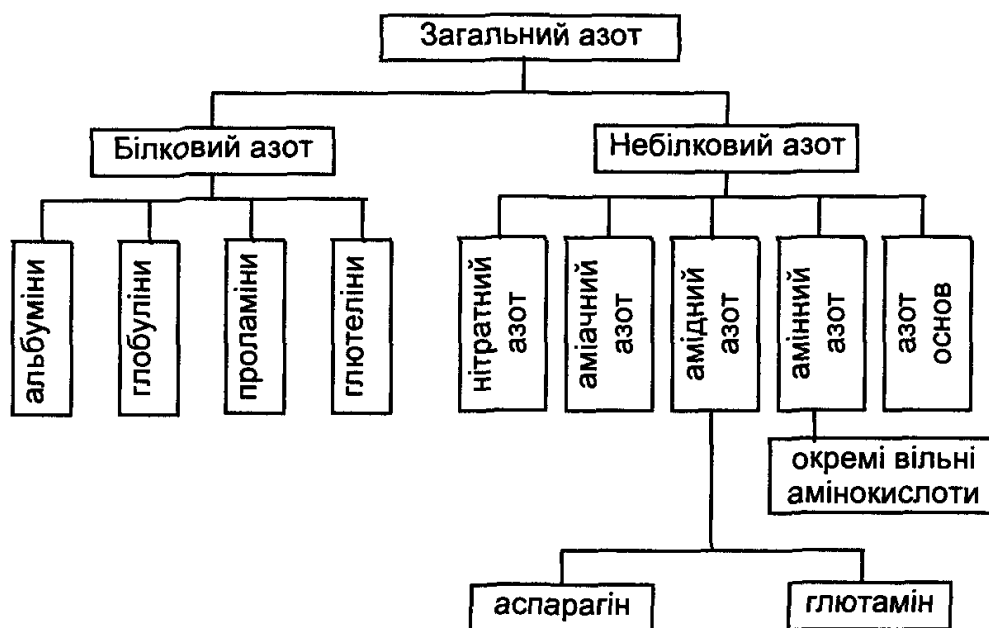 Загальний азот
Білковий азот
Небілковий азот
альбуміни
глобуліни
проламіни
глютеліни
нітратний
азот
аміачний
азот
амідний
азот
амінний
азот
азот
основ
окремі вільні
амінокислоти
аспарагін
глютамін